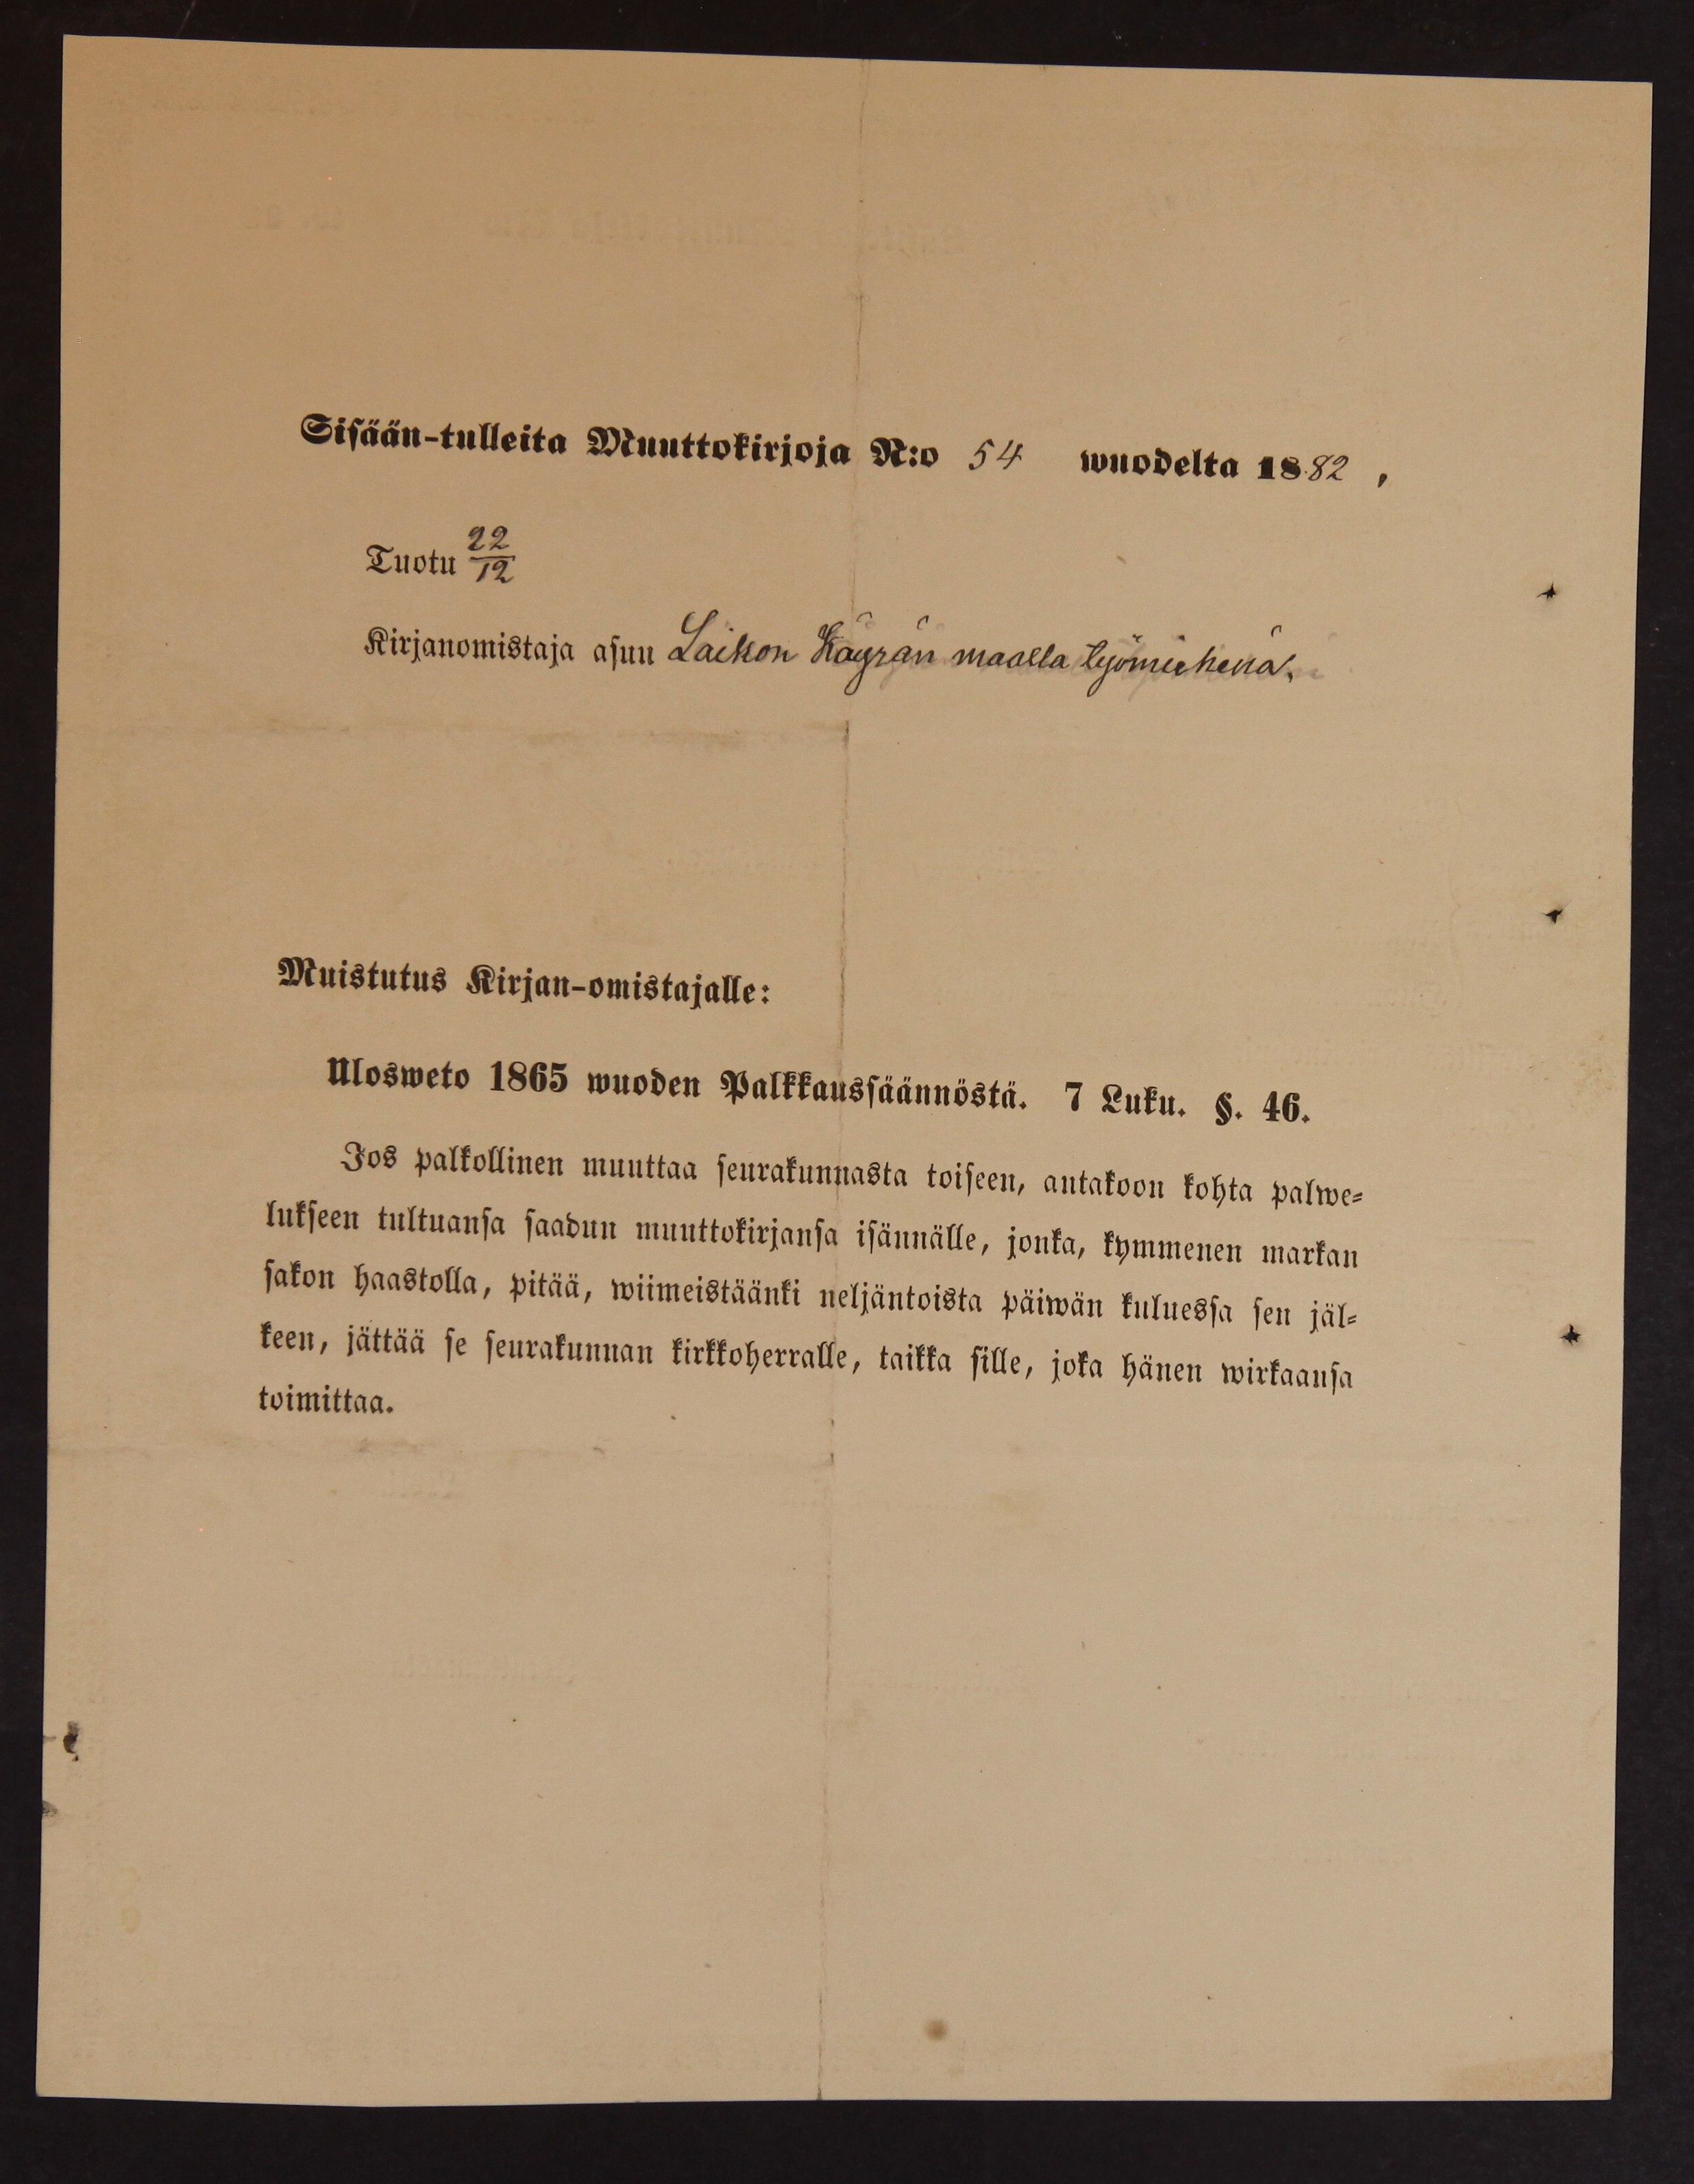 Sisään-tulleita Muuttokirjoja N:o 54 wuodelta 1882,
Tuotu 22/12
Kirjanomistaja asuu Laikon Käyrän maalla työmiehenä.
Muistutus Kirjan-omistajalle:
Ulosweto 1865 wuoden Palkkaussäännöstä. 7 Luku. §. 46.
Jos palkollinen muuttaa seurakunnasta toiseen, antakoon kohta palwe-
lukseen tultuansa saadun muuttokirjansa isännälle, jonka, kymmenen markan
sakon haastolla, pitää, wiimeistäänki neljäntoista päiwän kuluessa sen jäl-
keen, jättää se seurakunnan kirkkoherralle, taikka sille, joka hänen wirkaansa
toimittaa.